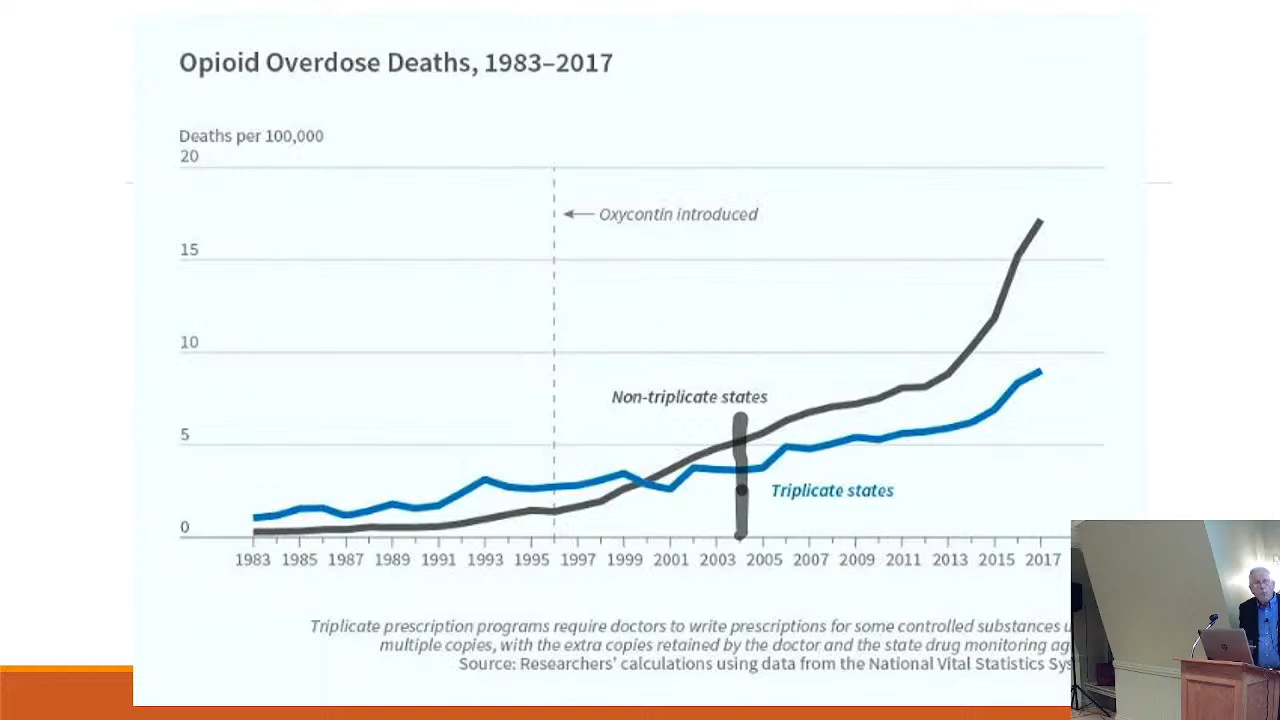 Opioid Overdose Deaths, 1983–2017
Deaths per 100,000
20
Oxycontin introduced
15
10
Non-triplicate states
5
Triplicate states
0
1983 1985 1987 1989 1991 1993 1995 1997 1999 2001 2003 2005 2007 2009 2011 2013 2015 2017
Triplicate prescription programs require doctors to write prescriptions for some controlled substances
multiple copies, with the extra copies retained by the doctor and the state drug monitoring
Source: Researchers’ calculations using data from the National Vital Statistics